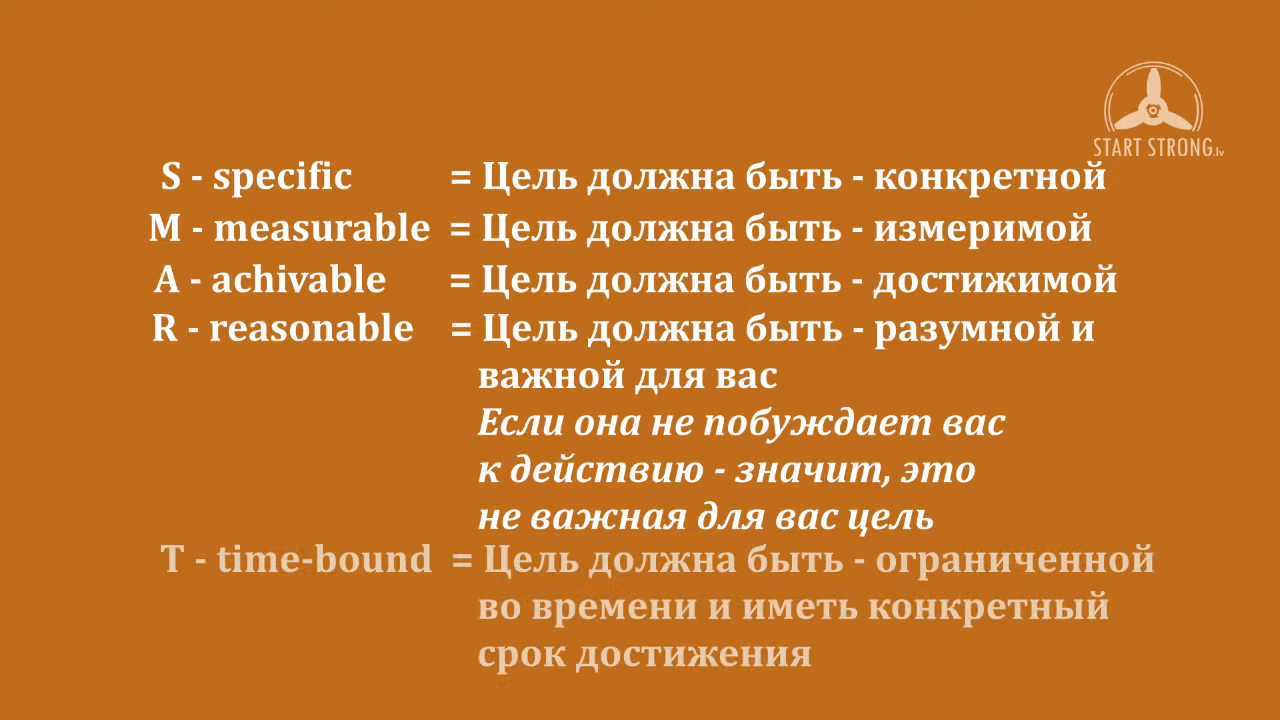 START STRONG.lv
S - specific = Цель должна быть - конкретной
M - measurable = Цель должна быть - измеримой
A - achivable = Цель должна быть - достижимой
R - reasonable = Цель должна быть - разумной и
важной для вас
Если она не побуждает вас
к действию - значит, это
не важная для вас цель
T - time-bound = Цель должна быть - ограниченной
во времени и иметь конкретный
срок достижения